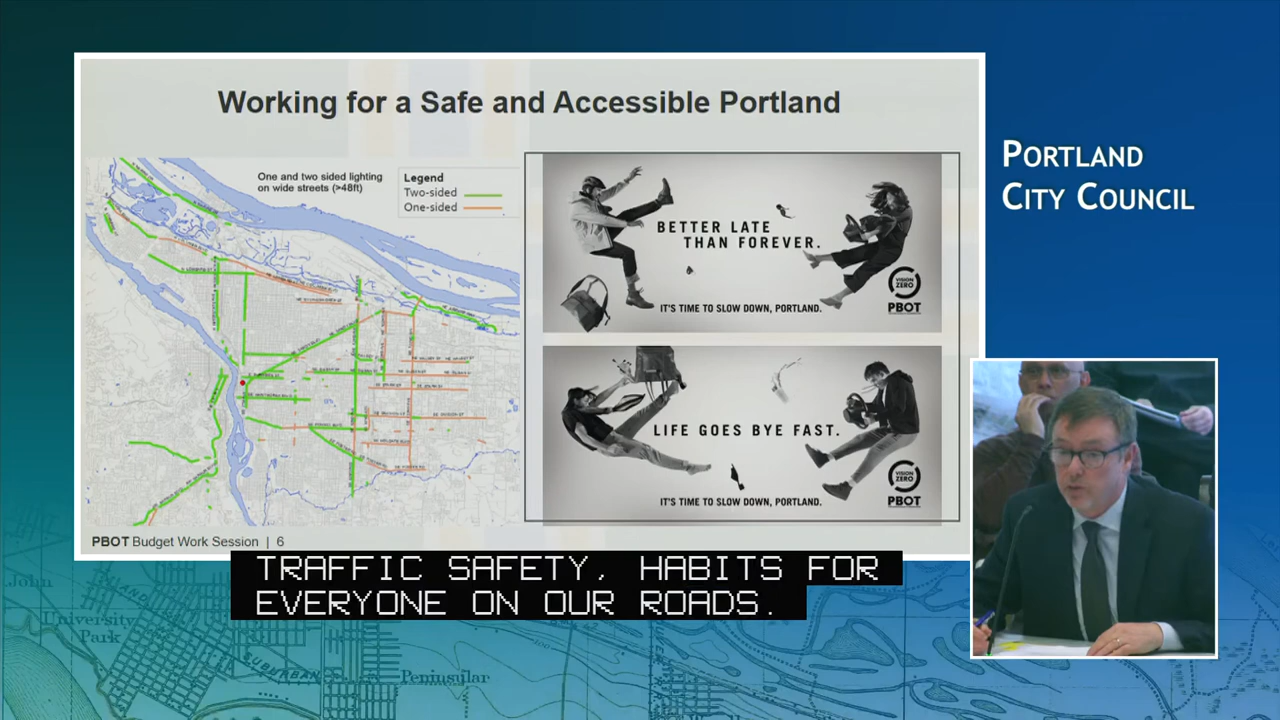 Working for a Safe and Accessible Portland
One and two sided lighting
on wide streets (>48ft)
Legend
Two-sided
One-sided
BETTER LATE
THAN FOREVER.
IT'S TIME TO SLOW DOWN, PORTLAND.
VISION
ZERO
PBOT
LIFE GOES BYE FAST.
IT'S TIME TO SLOW DOWN, PORTLAND.
VISION
ZERO
PBOT
PBOT Budget Work Session | 6
PORTLAND
CITY COUNCIL
TRAFFIC SAFETY, HABITS FOR
EVERYONE ON OUR ROADS.
St John
University
Park
SUBURBAN
Peninsular